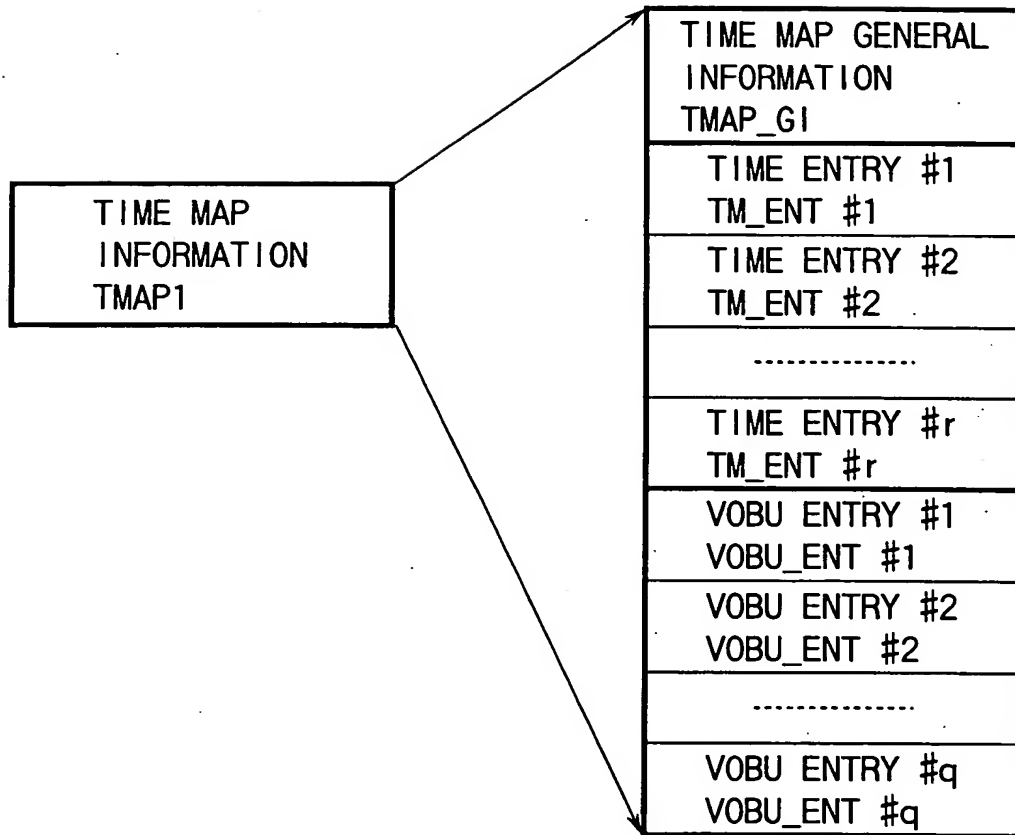 TIME MAP
INFORMATION
TMAP1
TIME MAP GENERAL
INFORMATION
TMAP_GI
TIME ENTRY #1
TM_ENT #1
TIME ENTRY #2
TM_ENT #2
---------------
TIME ENTRY #r
TM_ENT #r
VOBU ENTRY #1
VOBU_ENT #1
VOBU ENTRY #2
VOBU_ENT #2
---------------
VOBU ENTRY #q
VOBU_ENT #q